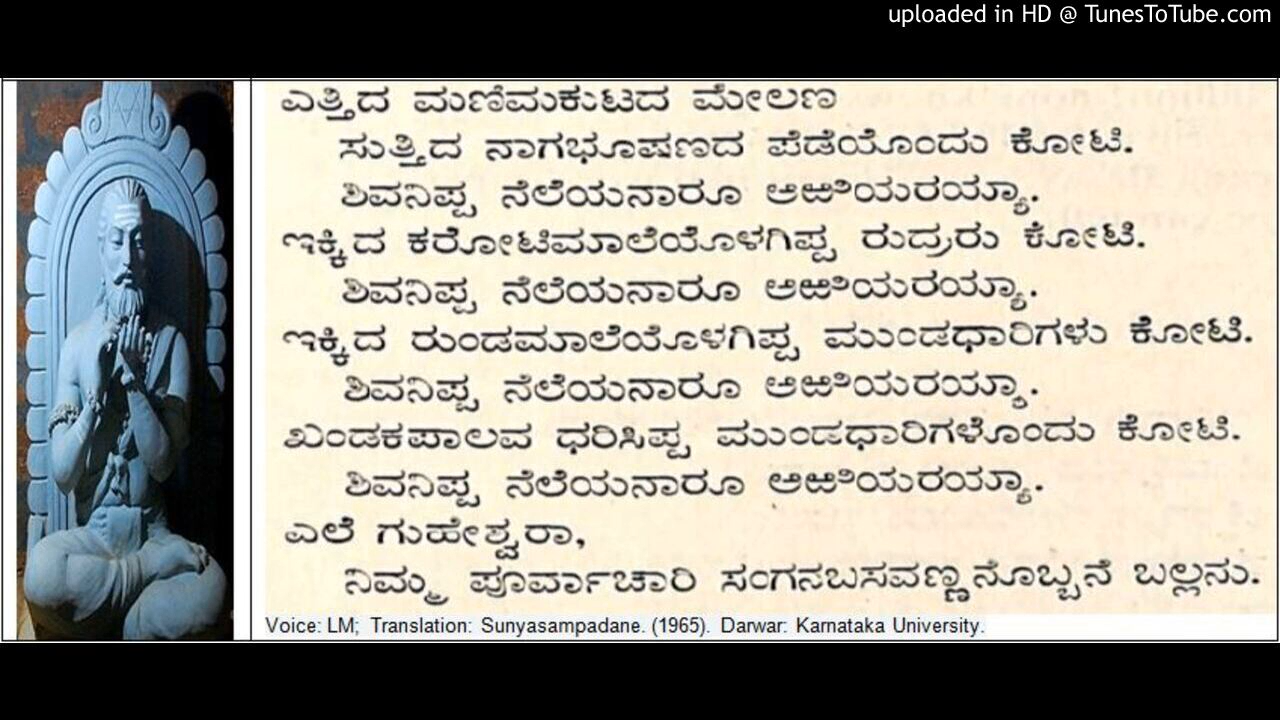 uploaded in HD @ TunesToTube.com
ಎತ್ತಿದ ಮಣಿಮಕುಟದ ಮೇಲಣ
ಸುತ್ತಿದ ನಾಗಭೂಷಣದ ಪೆಡೆಯೊಂದು ಕೋಟಿ.
ಶಿವನಿಪ್ಪ ನೆಲೆಯನಾರೂ ಅಱಿಯರಯ್ಯಾ.
ಇಕ್ಕಿದ ಕರೋಟಿಮಾಲೆಯೊಳಗಿಪ್ಪ ರುದ್ರರು ಕೋಟಿ.
ಶಿವನಿಪ್ಪ ನೆಲೆಯನಾರೂ ಅಱಿಯರಯ್ಯಾ.
ಇಕ್ಕಿದ ರುಂಡಮಾಲೆಯೊಳಗಿಪ್ಪ ಮುಂಡಧಾರಿಗಳು ಕೋಟಿ.
ಶಿವನಿಪ್ಪ ನೆಲೆಯನಾರೂ ಅಱಿಯರಯ್ಯಾ.
ಖಂಡಕಪಾಲವ ಧರಿಸಿಪ್ಪ ಮುಂಡಧಾರಿಗಳೊಂದು ಕೋಟಿ.
ಶಿವನಿಪ್ಪ ನೆಲೆಯನಾರೂ ಅಱಿಯರಯ್ಯಾ.
ಎಲೆ ಗುಹೇಶ್ವರಾ,
ನಿಮ್ಮ ಪೂರ್ವಾಚಾರಿ ಸಂಗನಬಸವಣ್ಣನೊಬ್ಬನೆ ಬಲ್ಲನು.
Voice: LM; Translation: Sunyasampadane. (1965). Darwar: Karnataka University.